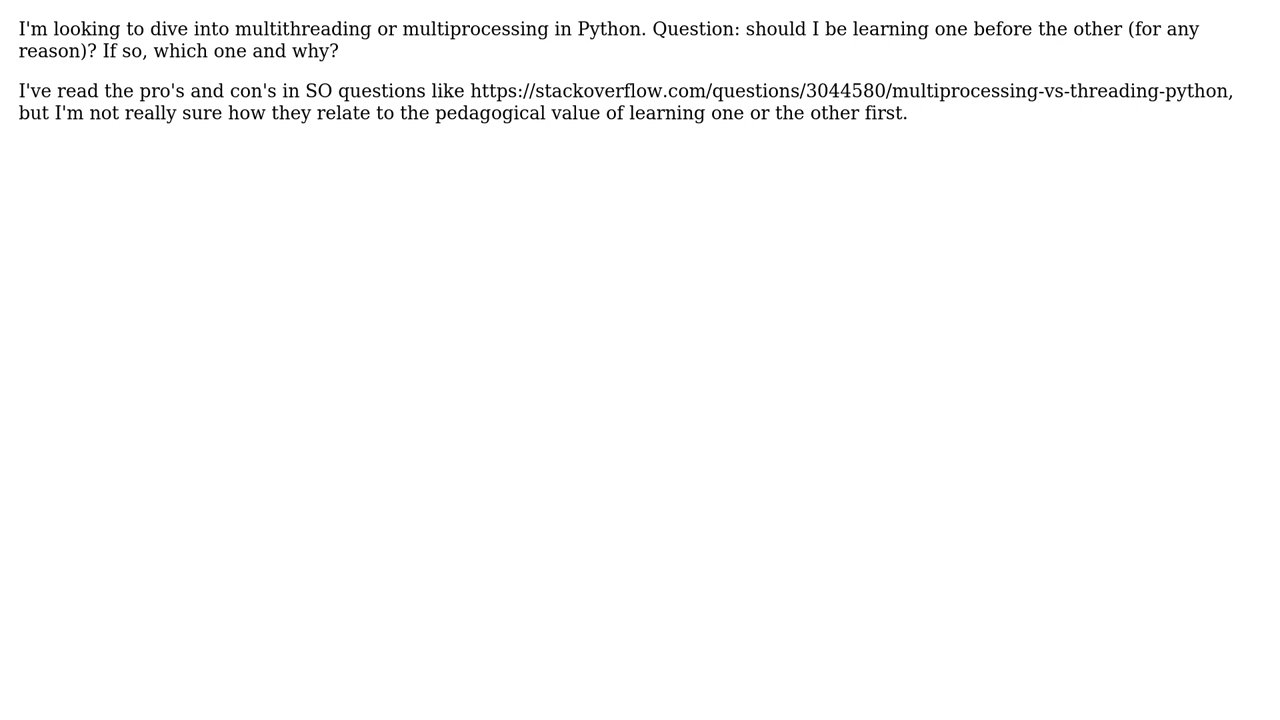 I'm looking to dive into multithreading or multiprocessing in Python. Question: should I be learning one before the other (for any
reason)? If so, which one and why?
I've read the pro's and con's in SO questions like https://stackoverflow.com/questions/3044580/multiprocessing-vs-threading-python,
but I'm not really sure how they relate to the pedagogical value of learning one or the other first.